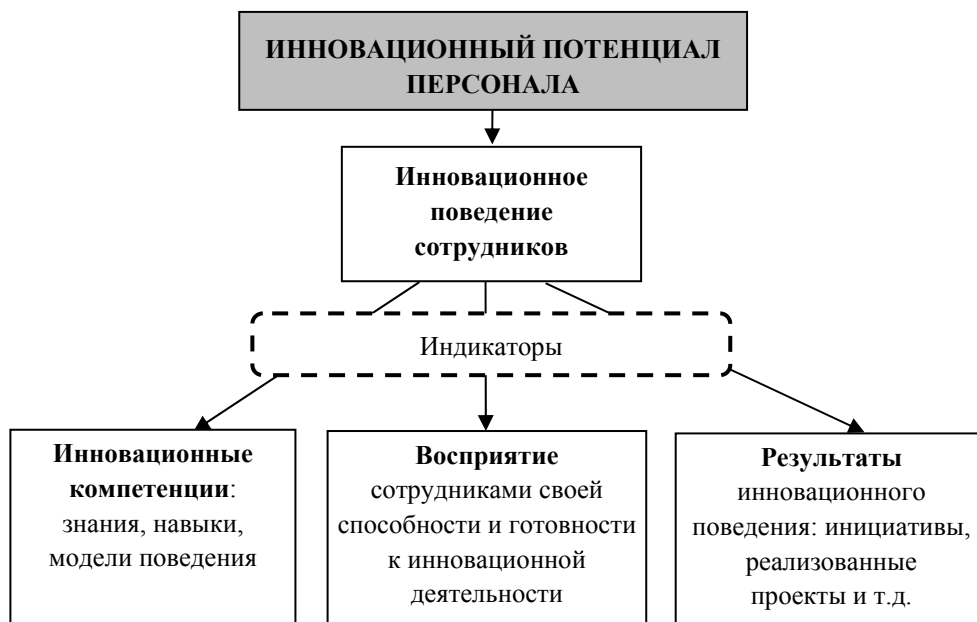 ИННОВАЦИОННЫЙ ПОТЕНЦИАЛ
ПЕРСОНАЛА
Инновационное
поведение
сотрудников
Индикаторы
Инновационные
компетенции:
знания, навыки,
модели поведения
Восприятие
сотрудниками своей
способности и готовности
к инновационной
деятельности
Результаты
инновационного
поведения: инициативы,
реализованные
проекты и т.д.